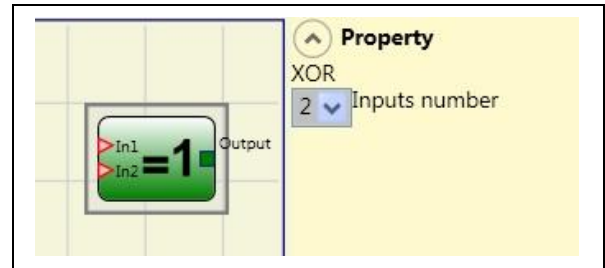 Property
XOR
2 Inputs number
In1
In2
=1
Output